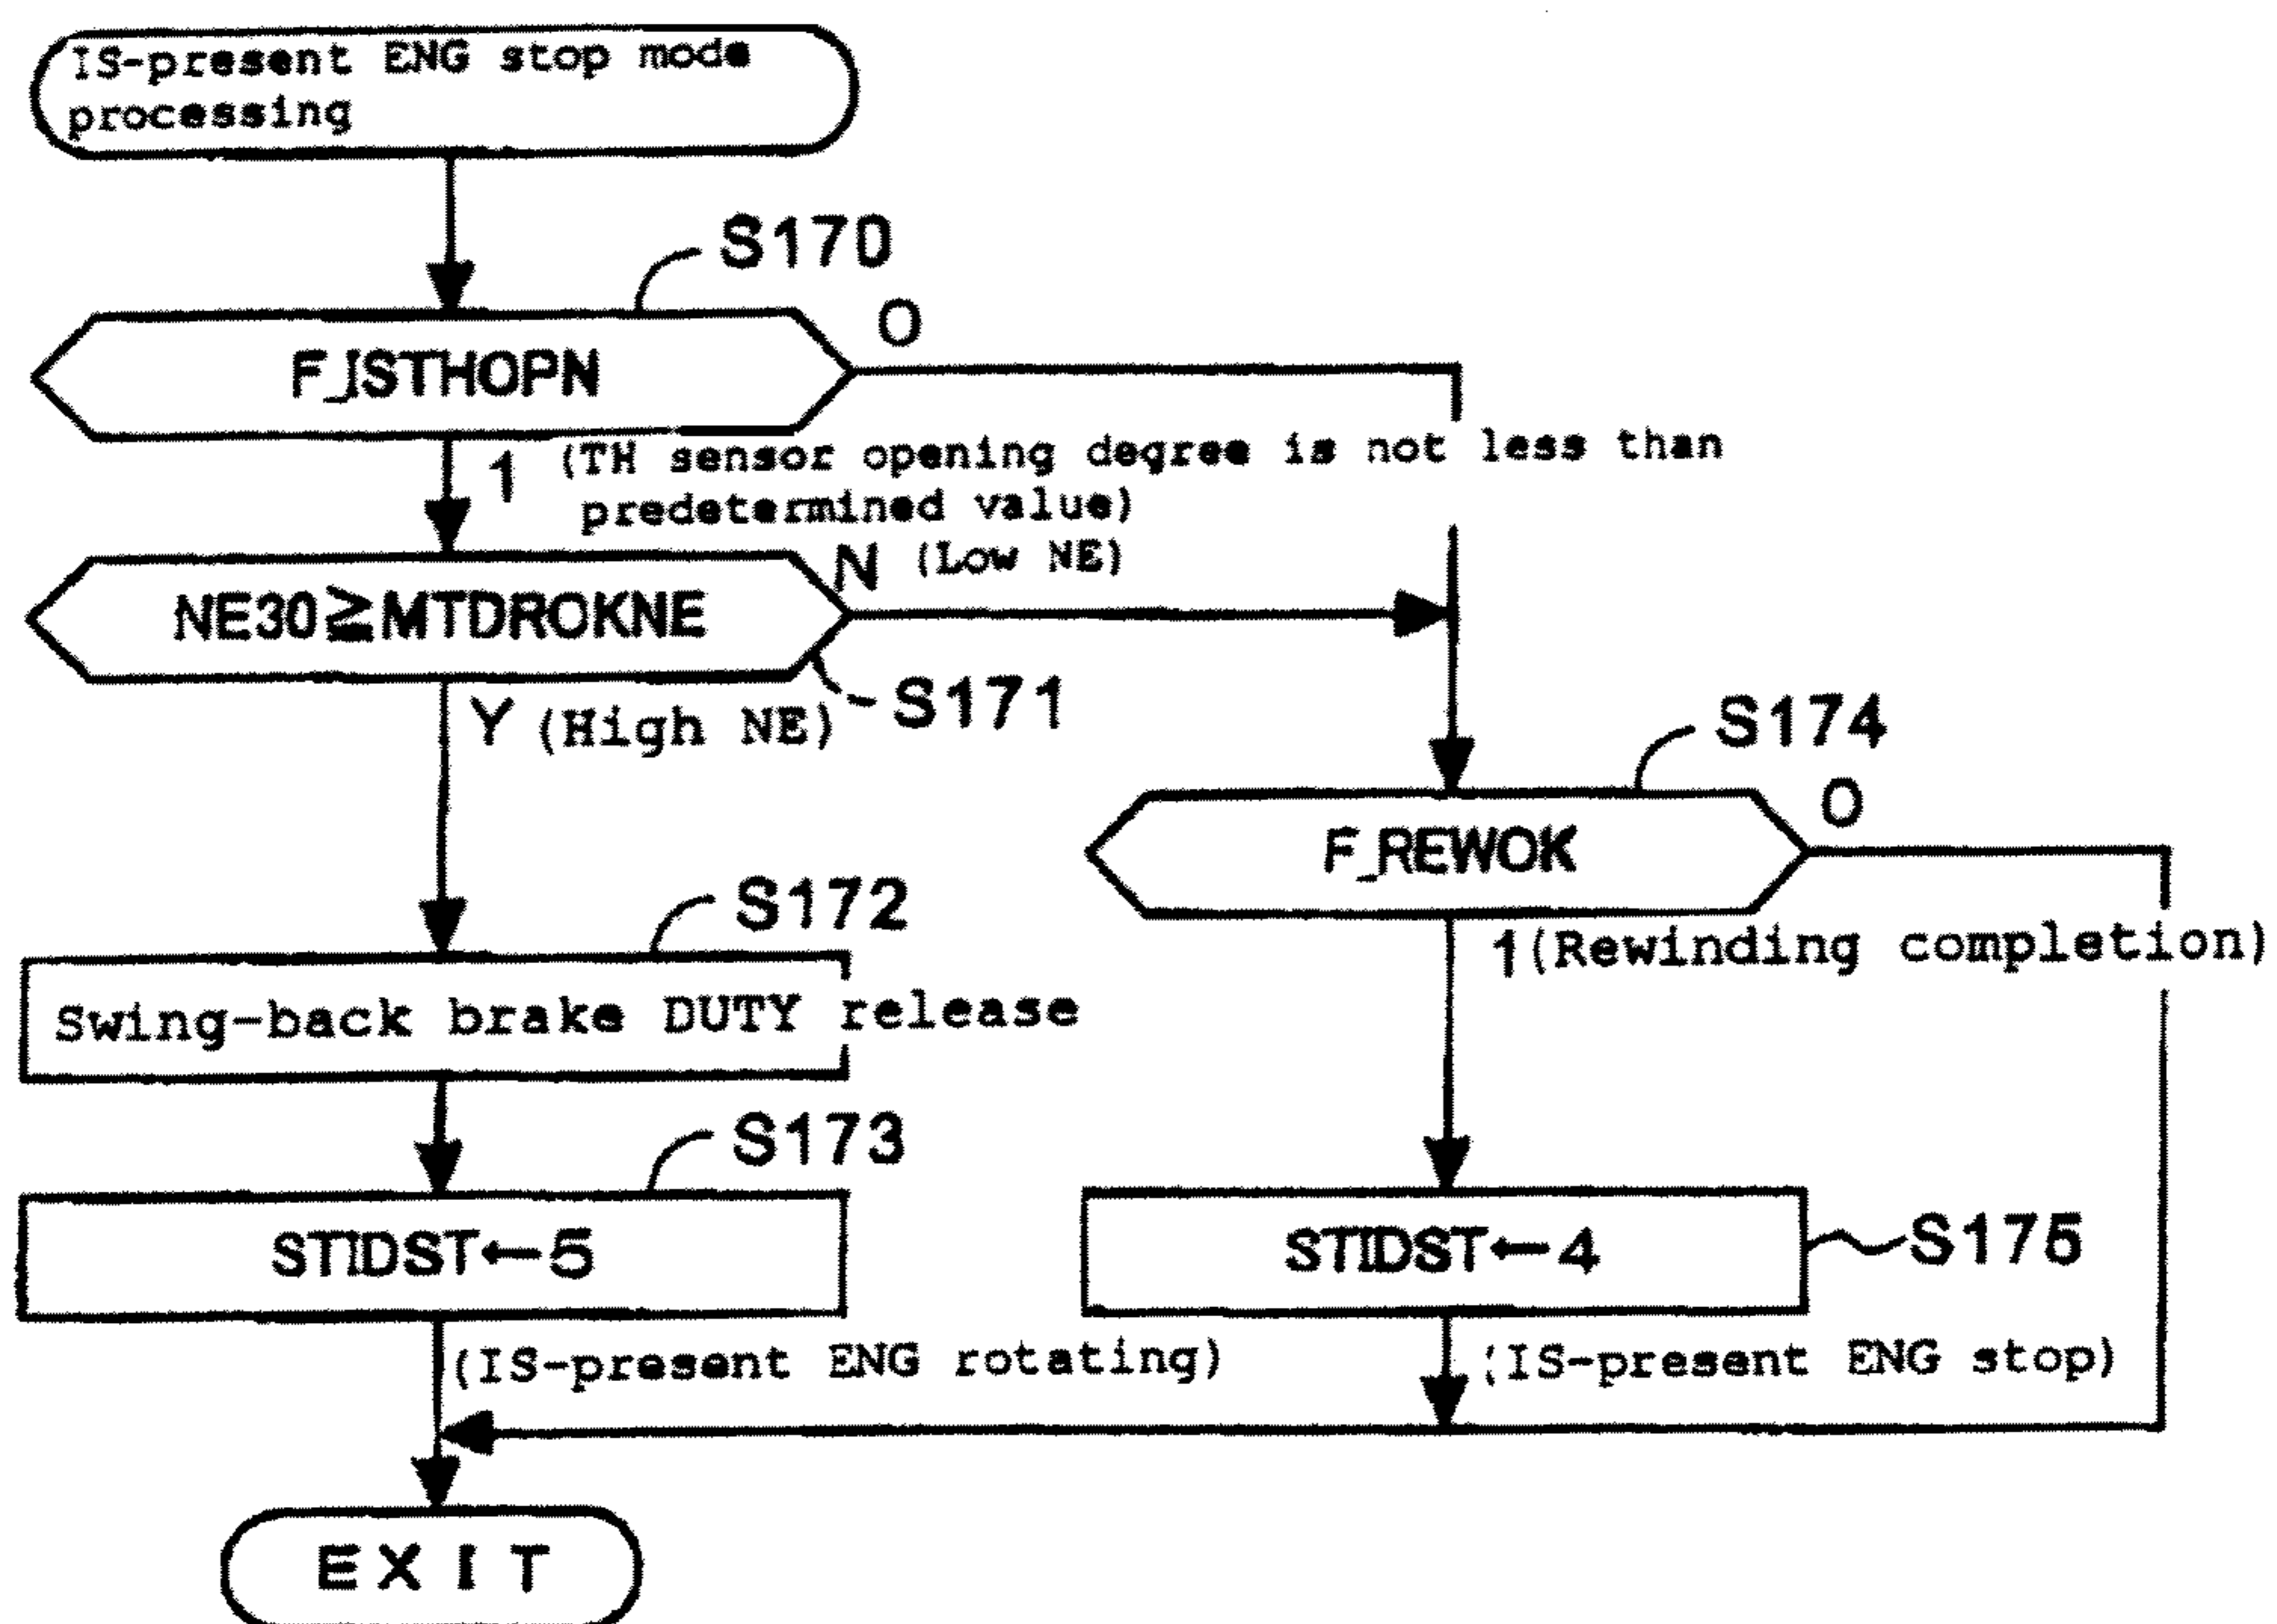 IS-present ENG stop mode
processing
S170
F_ISTHOPN
0
1
(TH sensor opening degree is not less than
predetermined value)
NE30≧MTDROKNE
N (Low NE)
Y (High NE)
S171
S174
F_REWOK
0
1 (Rewinding completion)
S172
Swing-back brake DUTY release
S173
STIDST←5
STIDST←4
S175
(IS-present ENG rotating)
(IS-present ENG stop)
EXIT